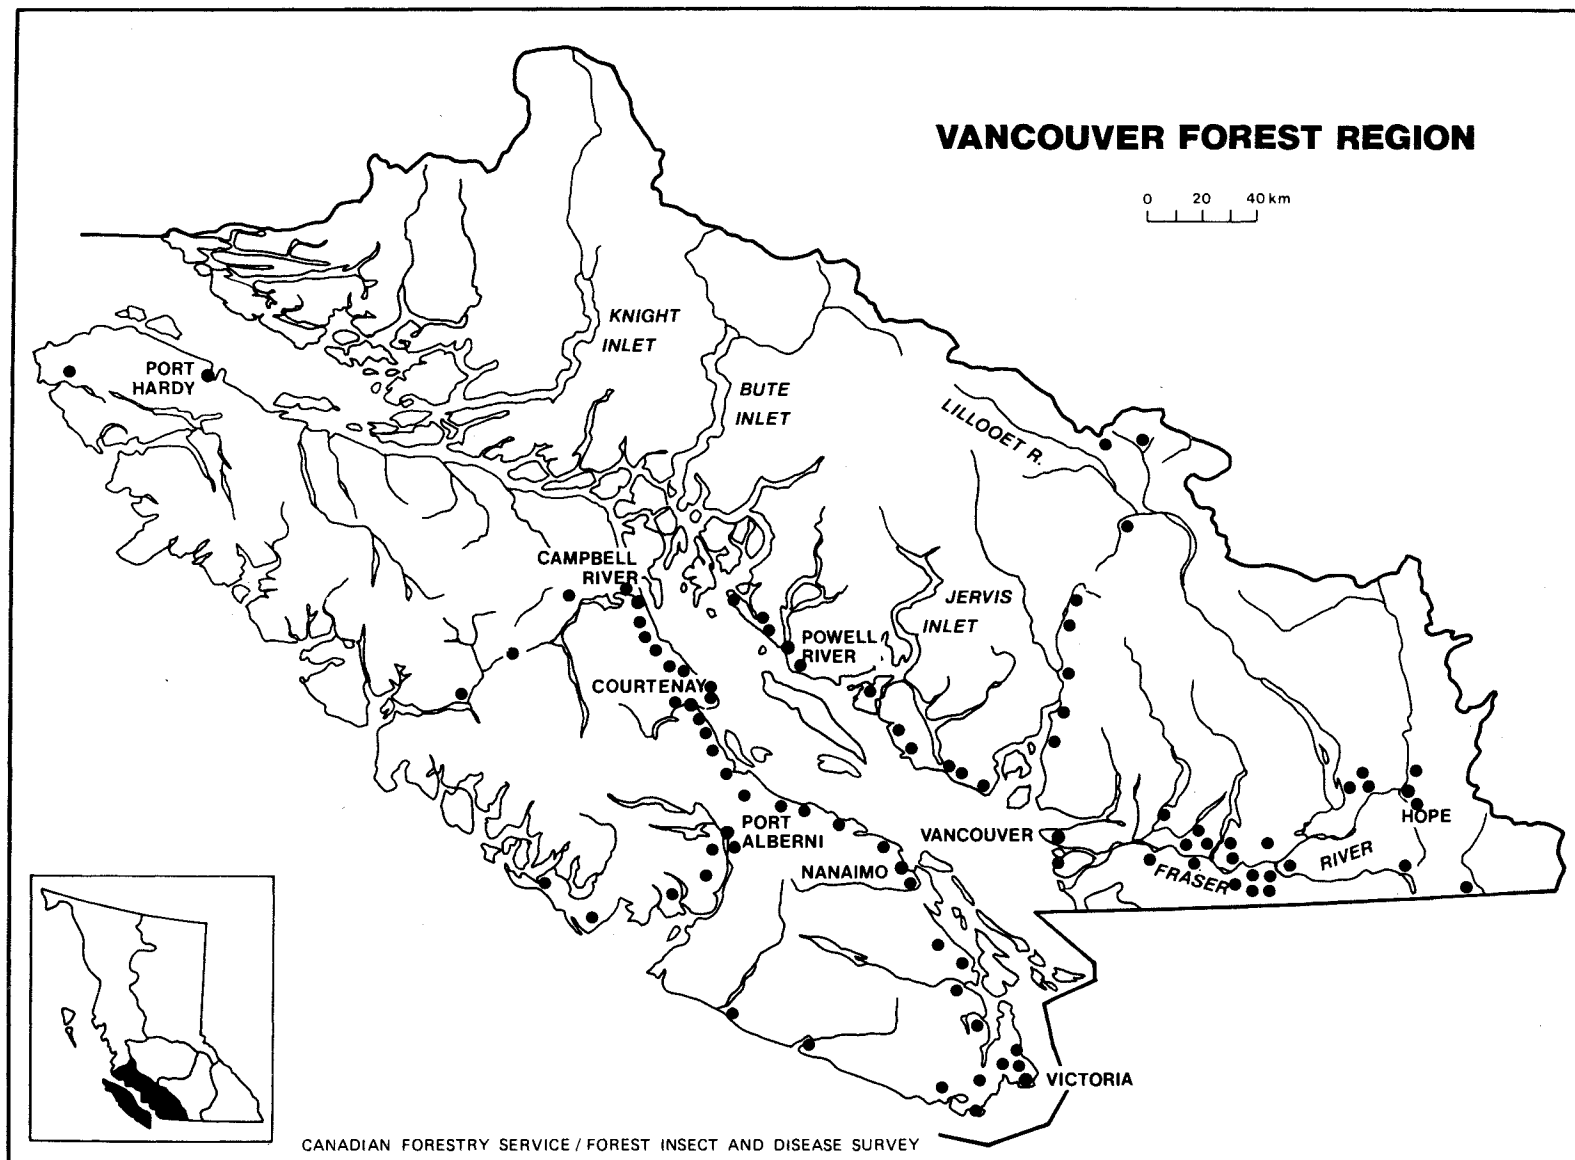 VANCOUVER FOREST REGION
0 20 40 km
KNIGHT
INLET
PORT
HARDY
BUTE
INLET
LILLOOET R.
CAMPBELL
RIVER
JERVIS
INLET
POWELL
RIVER
COURTENAY
PORT
ALBERNI
VANCOUVER
HOPE
NANAIMO
FRASER
RIVER
VICTORIA
CANADIAN FORESTRY SERVICE / FOREST INSECT AND DISEASE SURVEY